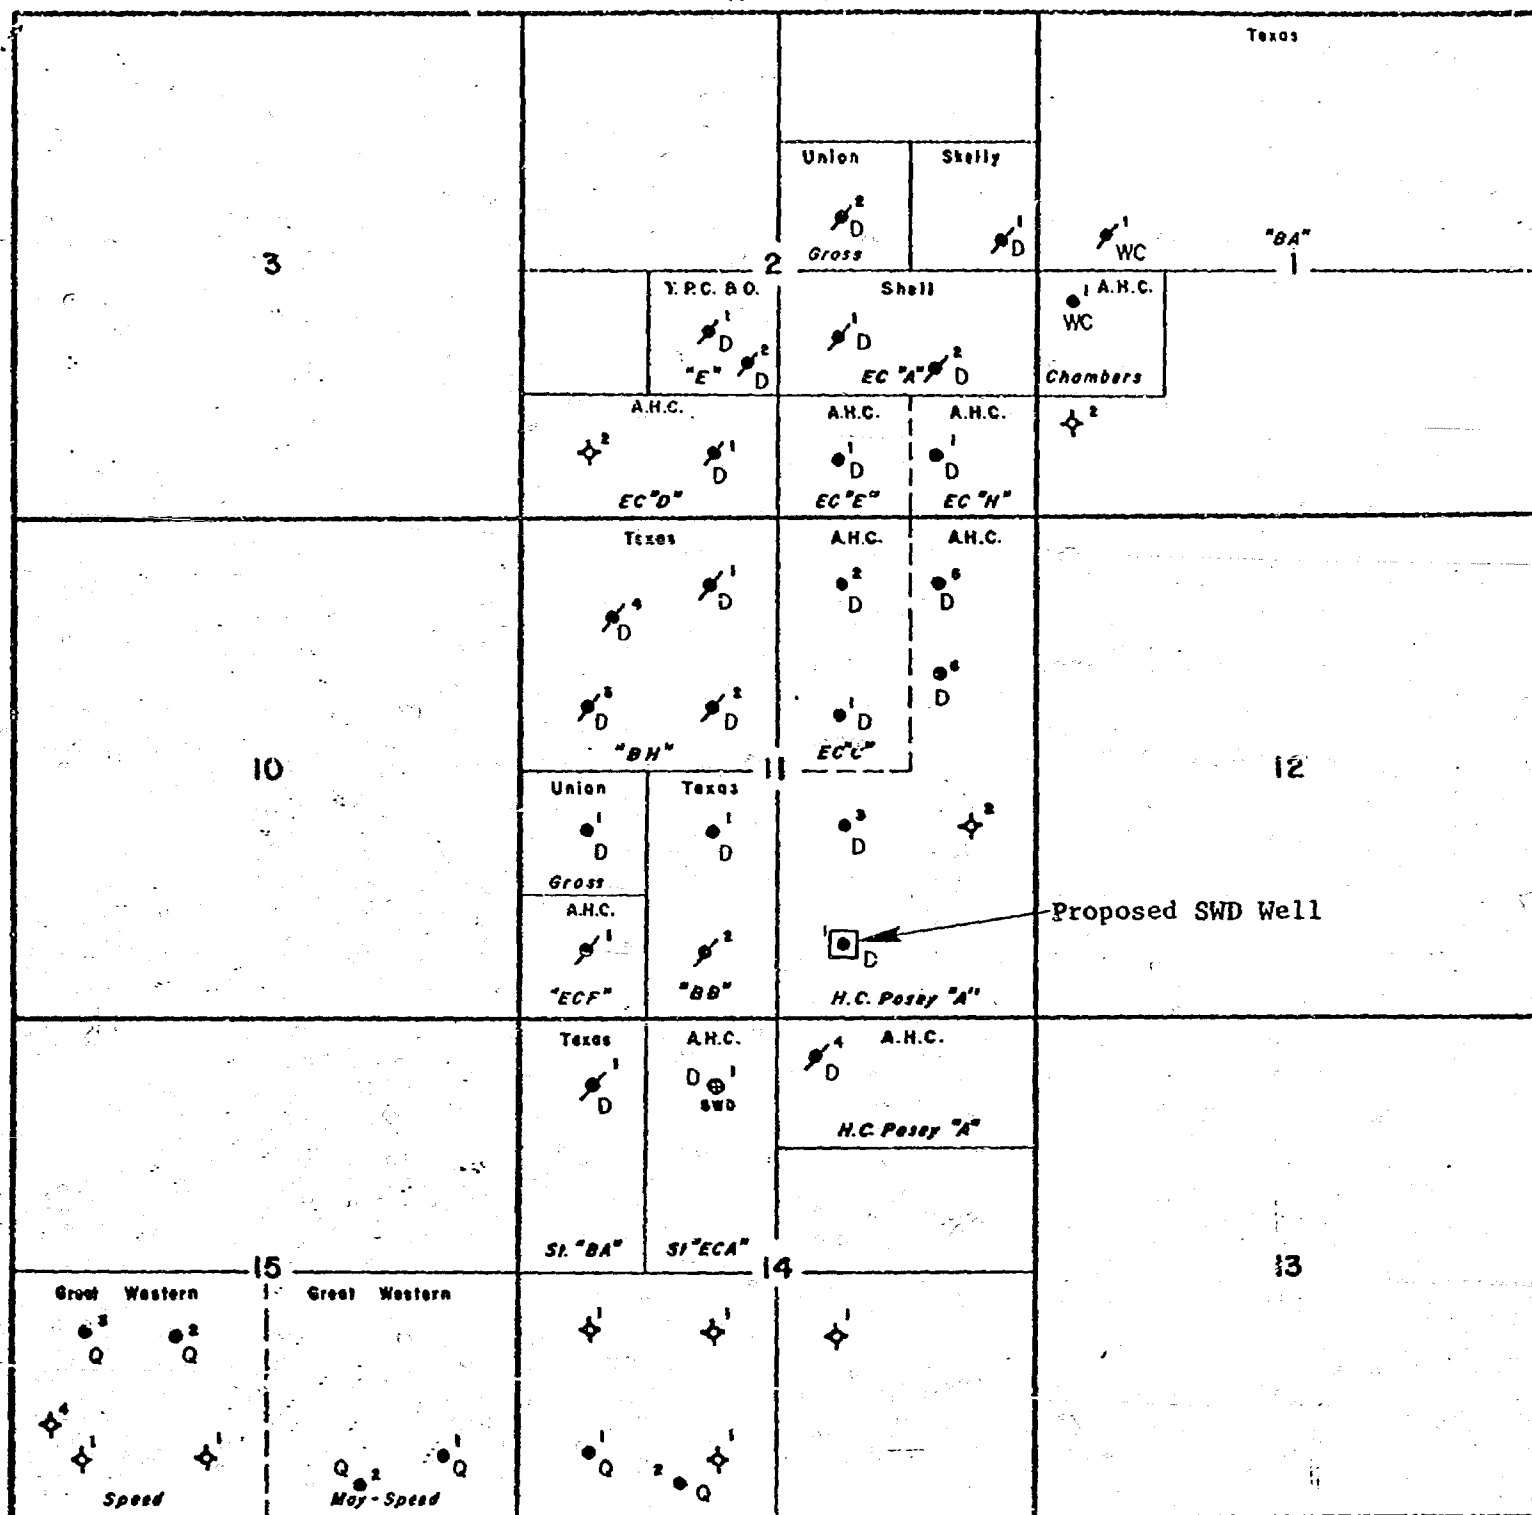 Texas
Union Skelly
2 D
1 D
1 WC
"BA"
Gross
3 2 1
Y.P.C. & O. Shell 1 A.H.C.
WC
1 D
1 D
2 D
2 D
"E" EC "A" Chambers
A.H.C. A.H.C. A.H.C. 2
2
1 D
1 D
1 D
EC "D" EC "E" EC "H"
Texas A.H.C. A.H.C.
1 D
2 D
5 D
4 D
6 D
3 D
2 D
1 D
"BH" EC "C"
10 11 12
Union Texas
1 D
1 D
3 D
2
Gross
A.H.C.
Proposed SWD Well
1
2
1 D
"ECF" "BB" H.C. Posey "A"
Texas A.H.C. A.H.C.
4 D
1 D
D 1
SWD
H.C. Posey "A"
St. "BA" St "ECA"
15 14 13
Great Western Great Western
3 Q
2 Q
1
1
1
4
1
1
Q 2
1 Q
1 Q
1
2 Q
Speed May-Speed